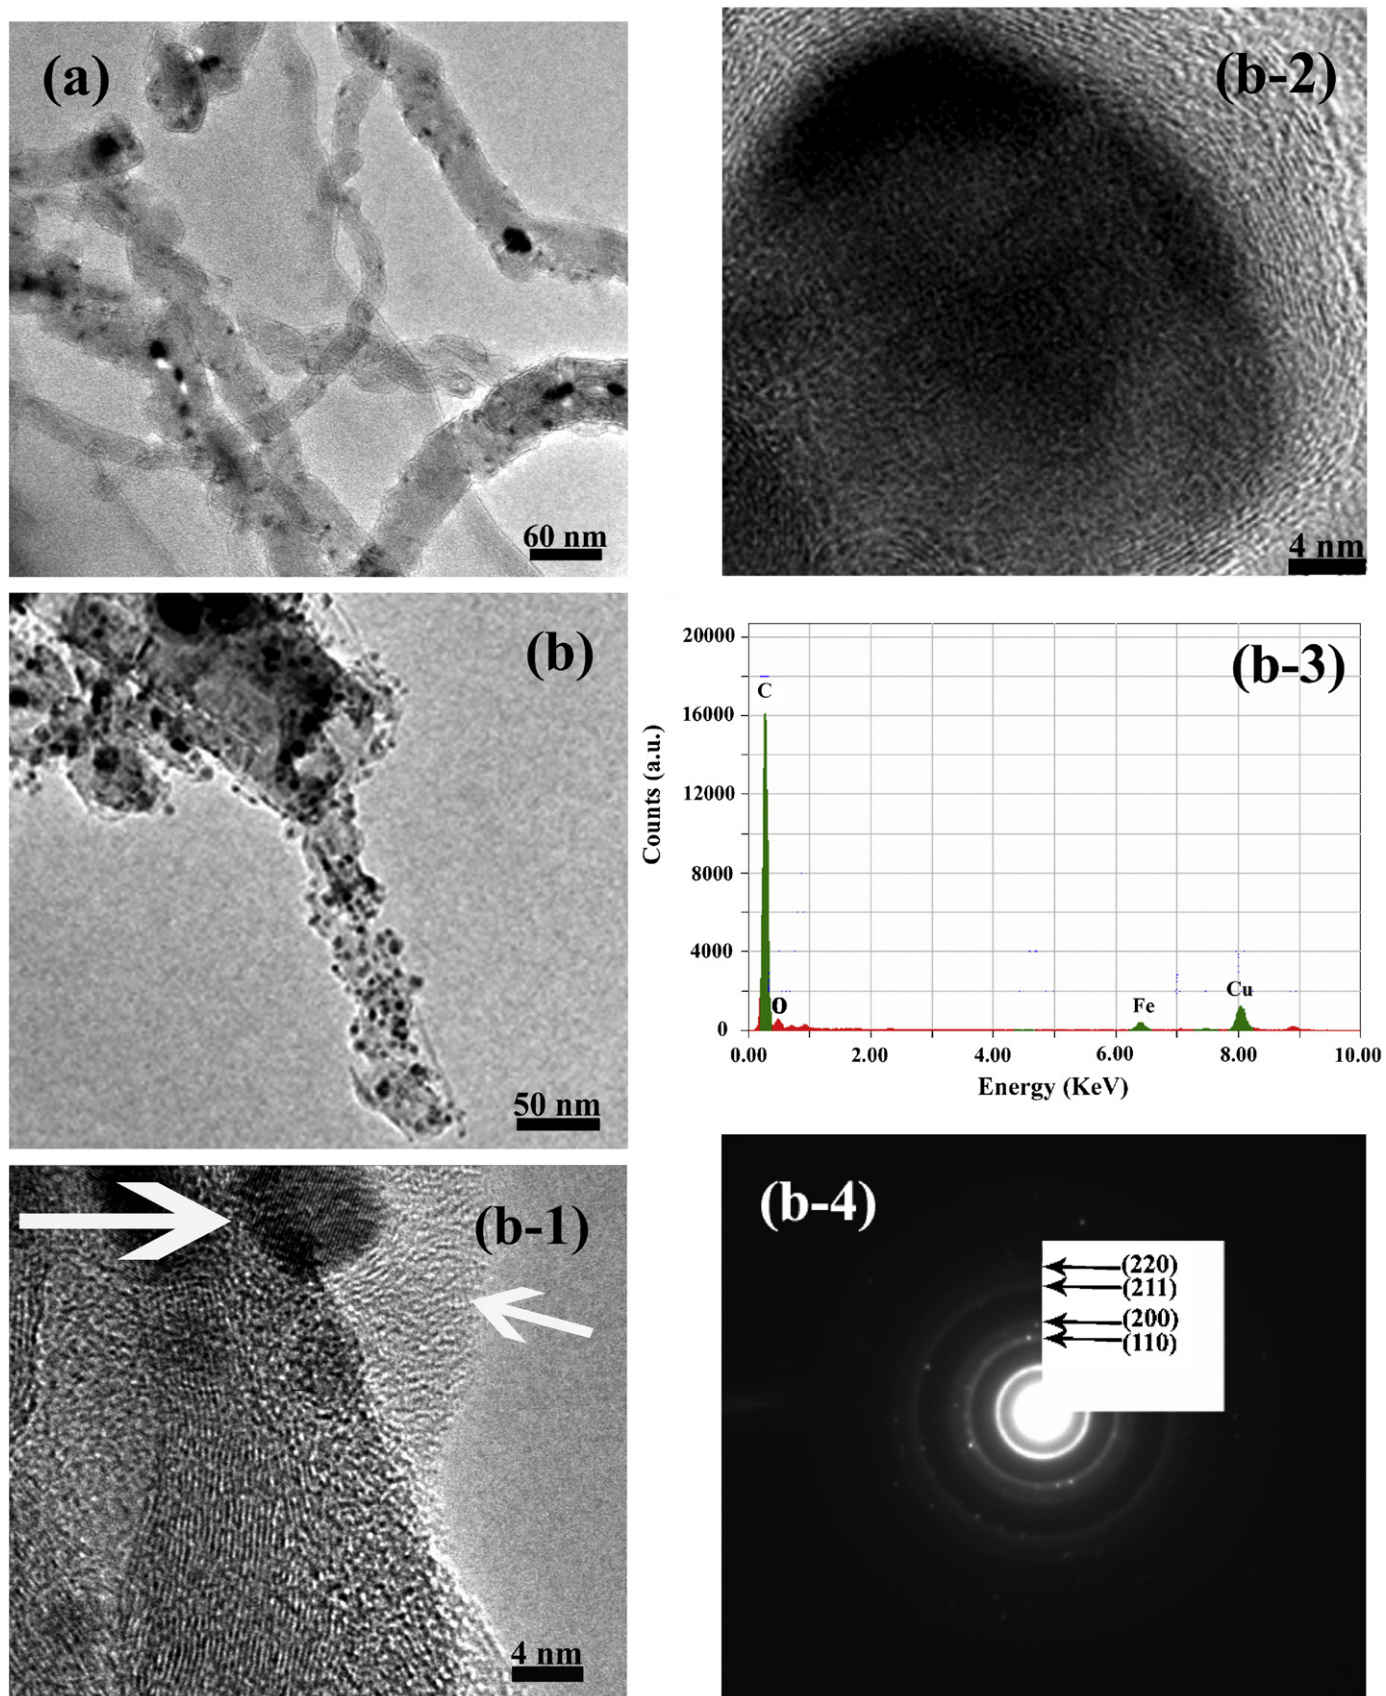 (a)
60 nm
(b-2)
4 nm
(b)
50 nm
(b-3)
20000
16000
12000
8000
4000
0
Counts (a.u.)
C
O
Fe
Cu
0.00 2.00 4.00 6.00 8.00 10.00
Energy (KeV)
(b-1)
4 nm
(b-4)
(220)
(211)
(200)
(110)